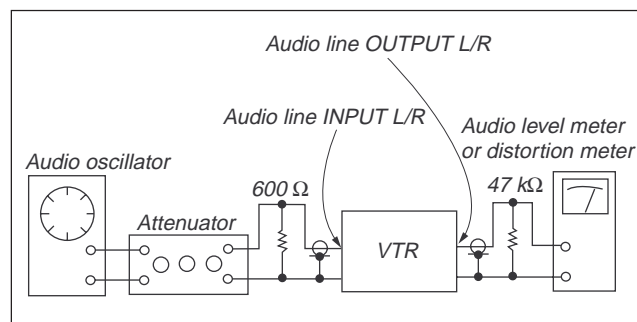 Audio line OUTPUT L/R
Audio line INPUT L/R
Audio level meter
or distortion meter
Audio oscillator
600 Ω
47 kΩ
Attenuator
VTR